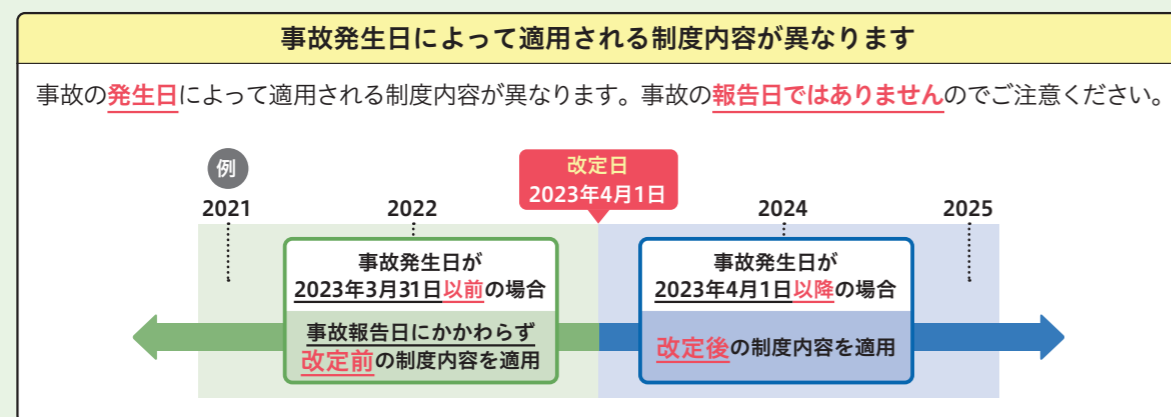 事故発生日によって適用される制度内容が異なります
事故の発生日によって適用される制度内容が異なります。事故の報告日ではありませんのでご注意ください。
例
改定日
2023年4月1日
2021
2022
2024
2025
事故発生日が
2023年3月31日以前の場合
事故報告日にかかわらず
改定前の制度内容を適用
事故発生日が
2023年4月1日以降の場合
改定後の制度内容を適用